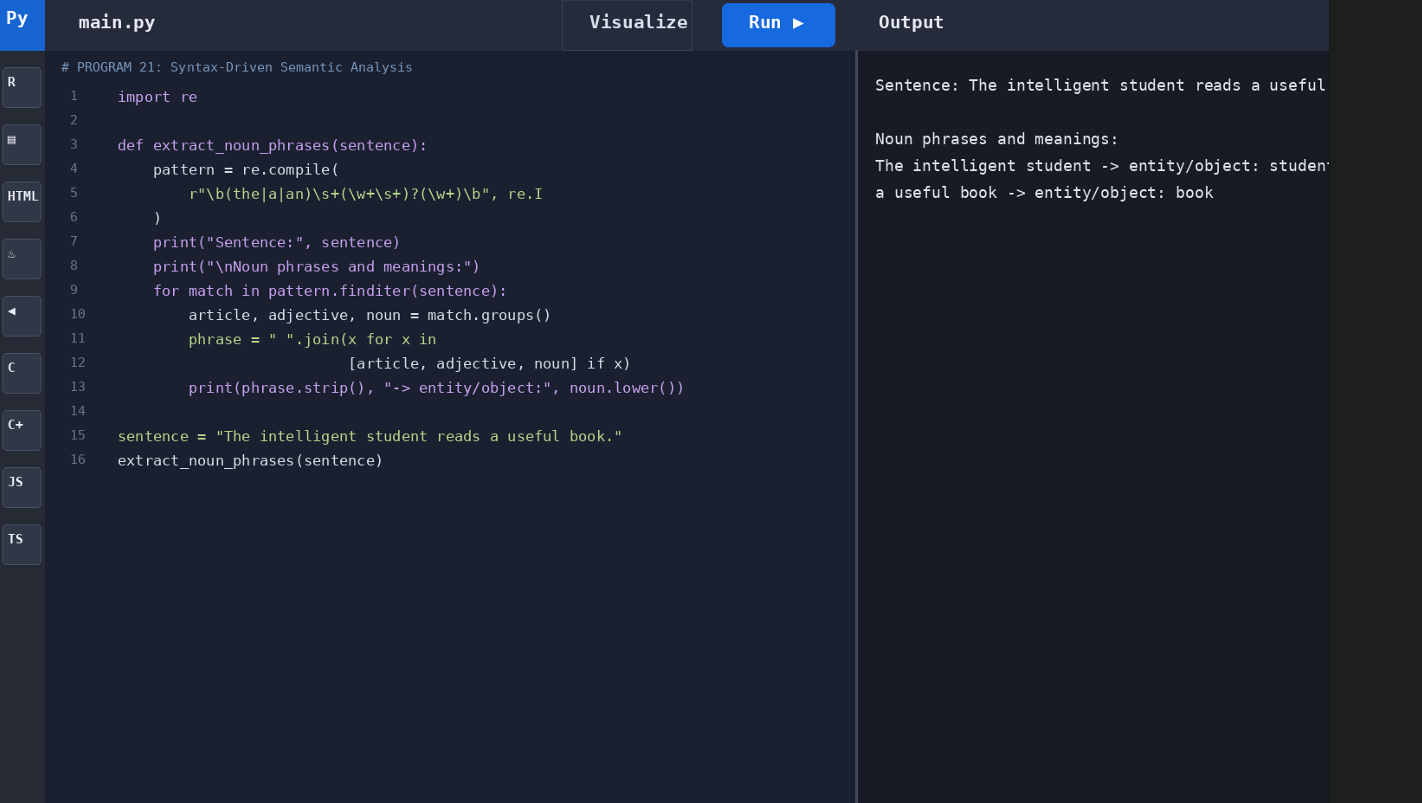 Py
main.py
Visualize
Run ▶
Output
R
▤
HTML
♨
◀
C
C+
JS
TS
# PROGRAM 21: Syntax-Driven Semantic Analysis
1 import re
2
3 def extract_noun_phrases(sentence):
4     pattern = re.compile(
5         r"\b(the|a|an)\s+(\w+\s+)?(\w+)\b", re.I
6     )
7     print("Sentence:", sentence)
8     print("\nNoun phrases and meanings:")
9     for match in pattern.finditer(sentence):
10         article, adjective, noun = match.groups()
11         phrase = " ".join(x for x in
12                           [article, adjective, noun] if x)
13         print(phrase.strip(), "-> entity/object:", noun.lower())
14
15 sentence = "The intelligent student reads a useful book."
16 extract_noun_phrases(sentence)
Sentence: The intelligent student reads a useful
Noun phrases and meanings:
The intelligent student -> entity/object: student
a useful book -> entity/object: book